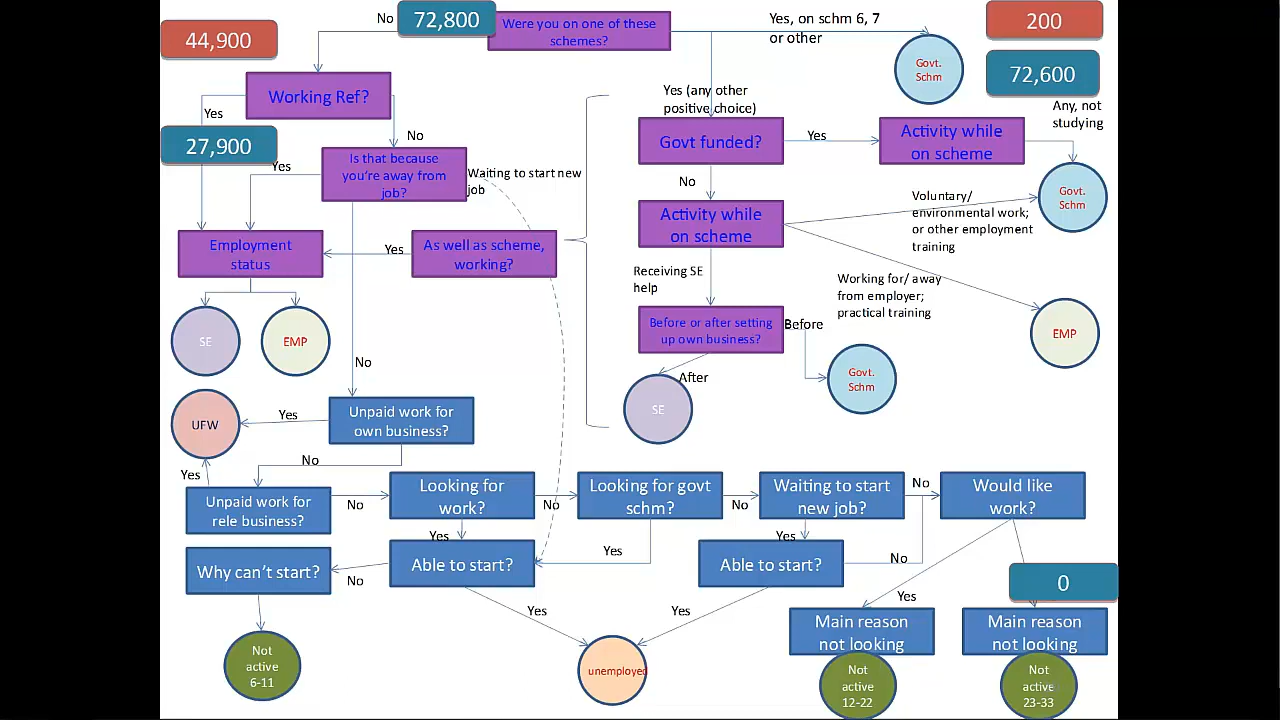 No
72,800
Were you on one of these
schemes?
Yes, on schm 6, 7
or other
200
44,900
Govt.
Schm
72,600
Working Ref?
Yes (any other
positive choice)
Any, not
studying
Yes
No
27,900
Govt funded?
Yes
Activity while
on scheme
Yes
Is that because
you're away from
job?
Waiting to start new
job
No
Govt.
Schm
Voluntary/
environmental work;
or other employment
training
Activity while
on scheme
Employment
status
Yes
As well as scheme,
working?
Receiving SE
help
Working for/ away
from employer;
practical training
Before or after setting
up own business?
Before
SE
EMP
EMP
No
After
Govt.
Schm
SE
UFW
Yes
Unpaid work for
own business?
No
Yes
Unpaid work for
rele business?
No
Looking for
work?
No
Looking for govt
schm?
No
Waiting to start
new job?
No
Would like
work?
Yes
Yes
Yes
Why can't start?
No
Able to start?
Able to start?
No
0
Yes
Yes
Yes
Main reason
not looking
Main reason
not looking
Not
active
6-11
unemployed
Not
active
12-22
Not
active
23-33